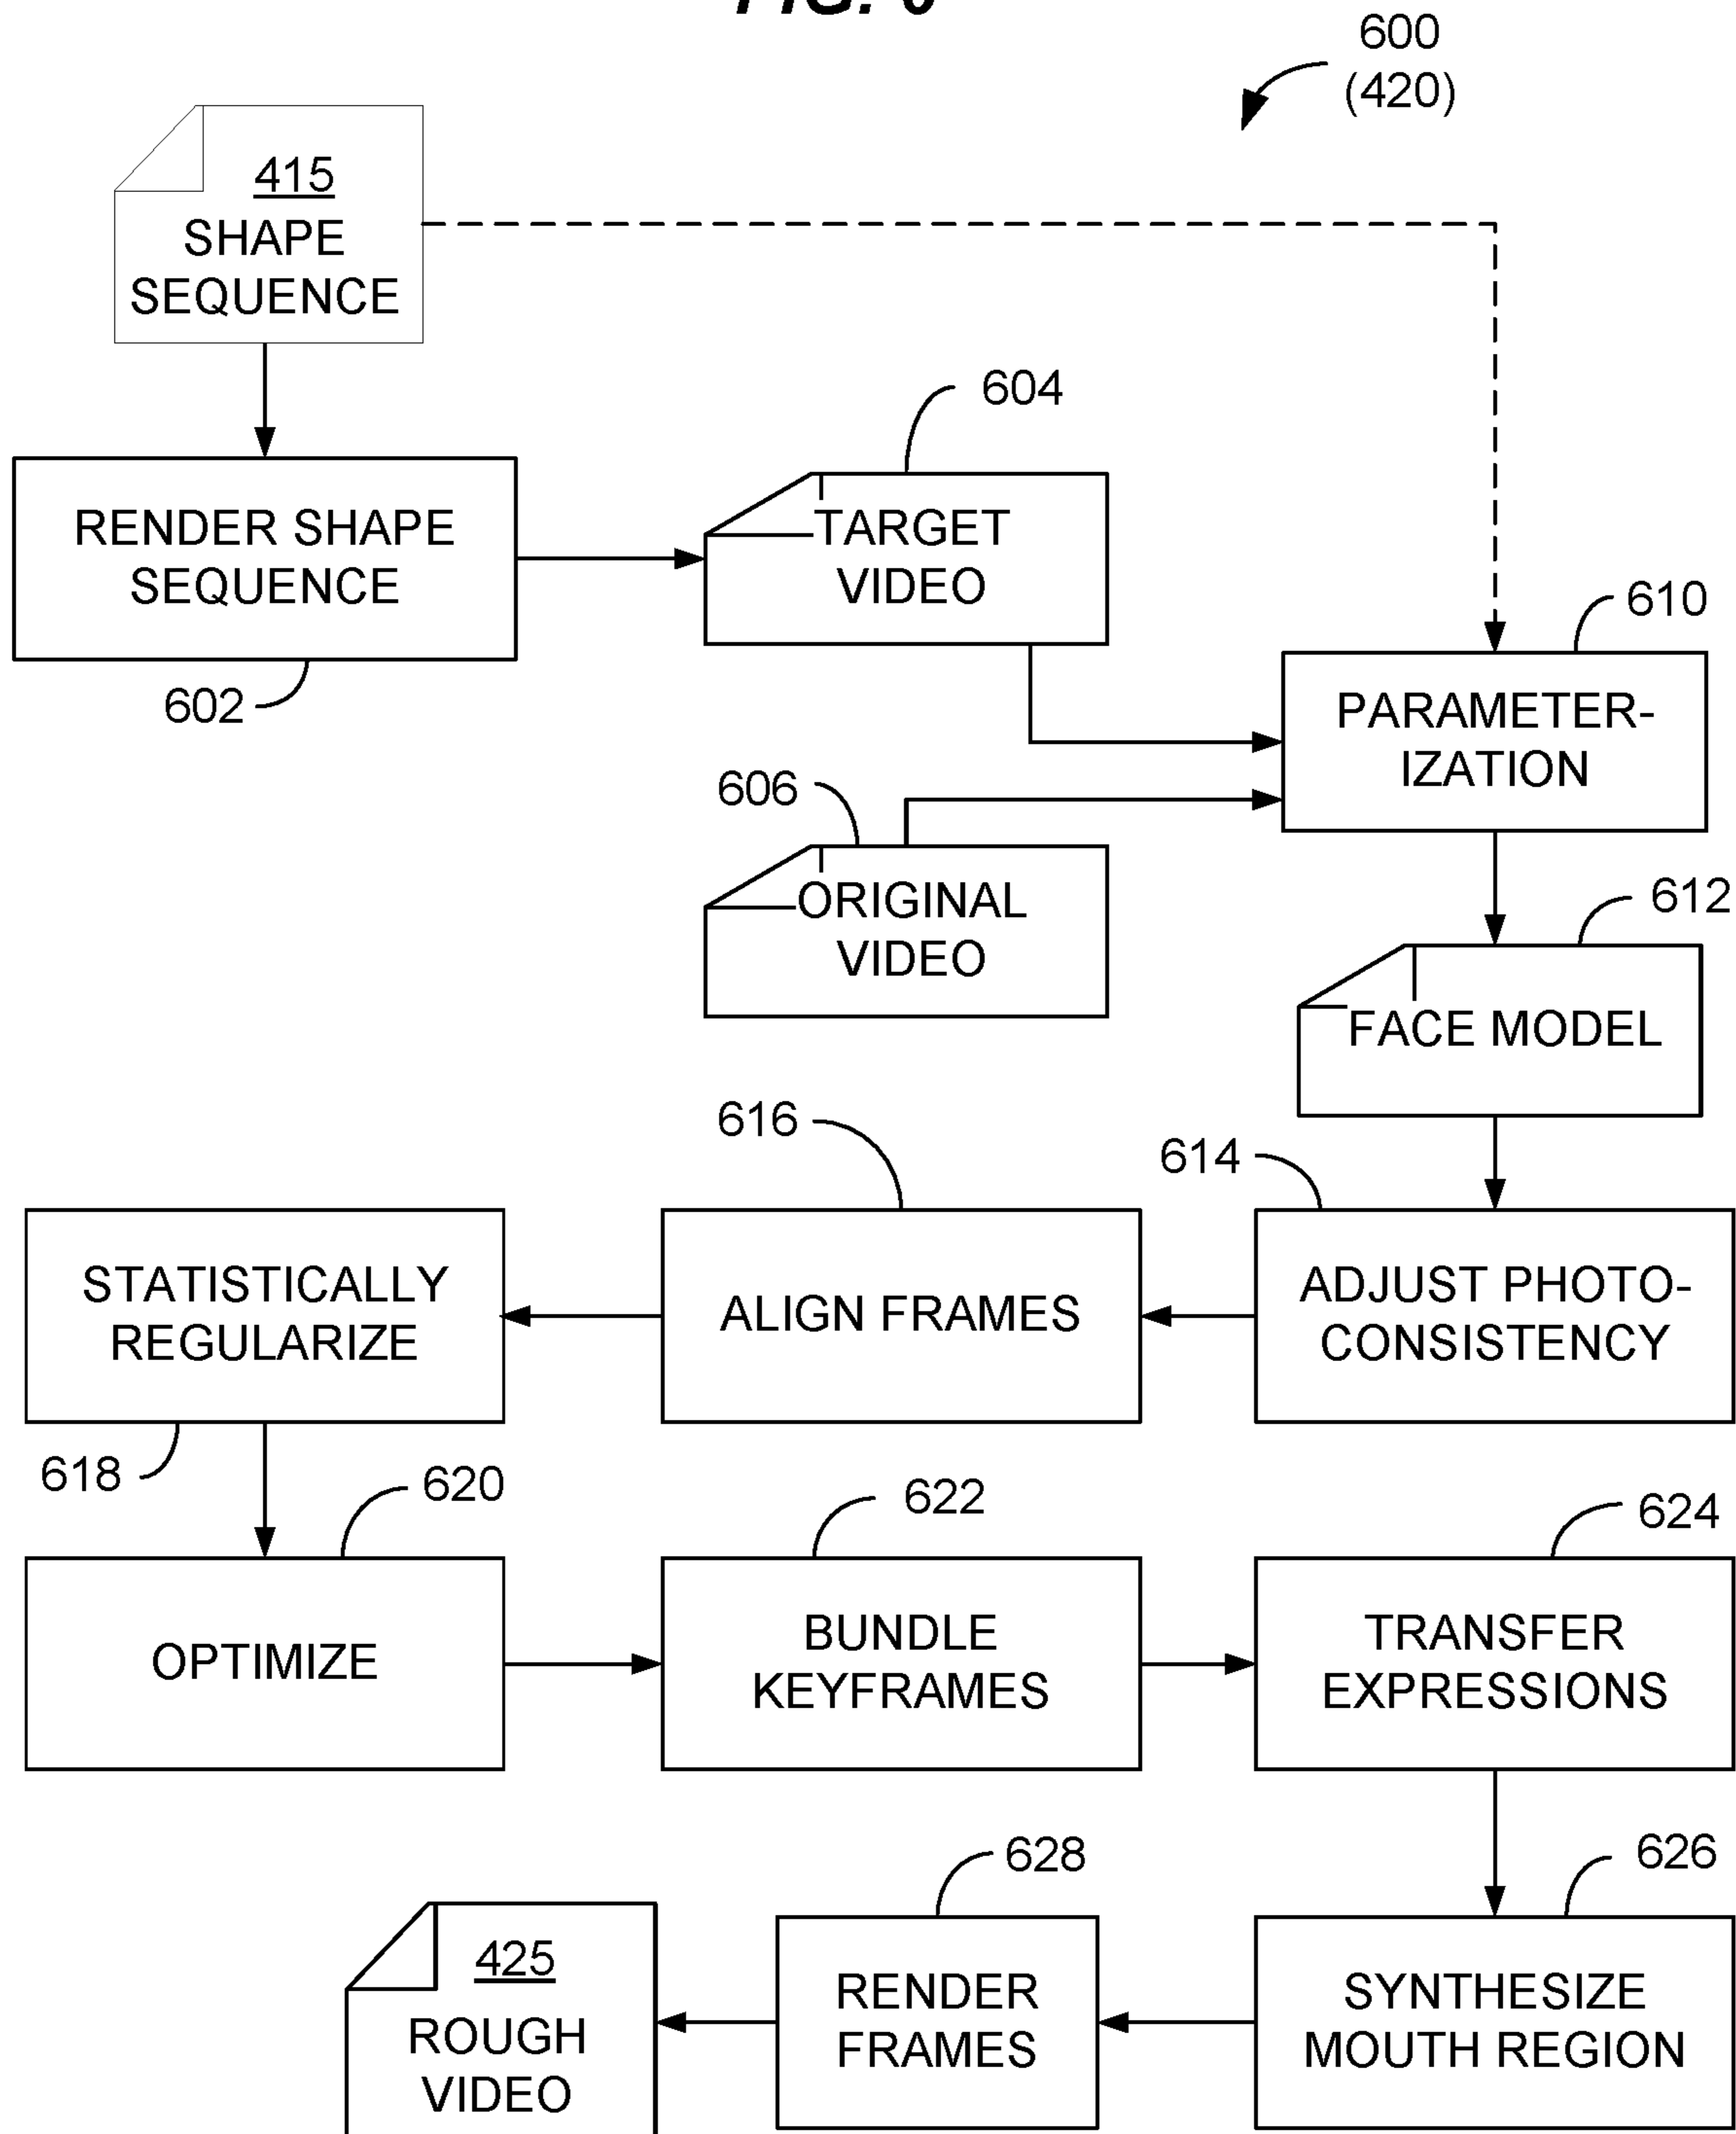 FIG. 6
600
(420)
415
SHAPE
SEQUENCE
604
RENDER SHAPE
SEQUENCE
602
TARGET
VIDEO
610
PARAMETER-
IZATION
606
ORIGINAL
VIDEO
612
FACE MODEL
616
614
STATISTICALLY
REGULARIZE
ALIGN FRAMES
ADJUST PHOTO-
CONSISTENCY
618
620
622
624
OPTIMIZE
BUNDLE
KEYFRAMES
TRANSFER
EXPRESSIONS
628
626
425
ROUGH
VIDEO
RENDER
FRAMES
SYNTHESIZE
MOUTH REGION